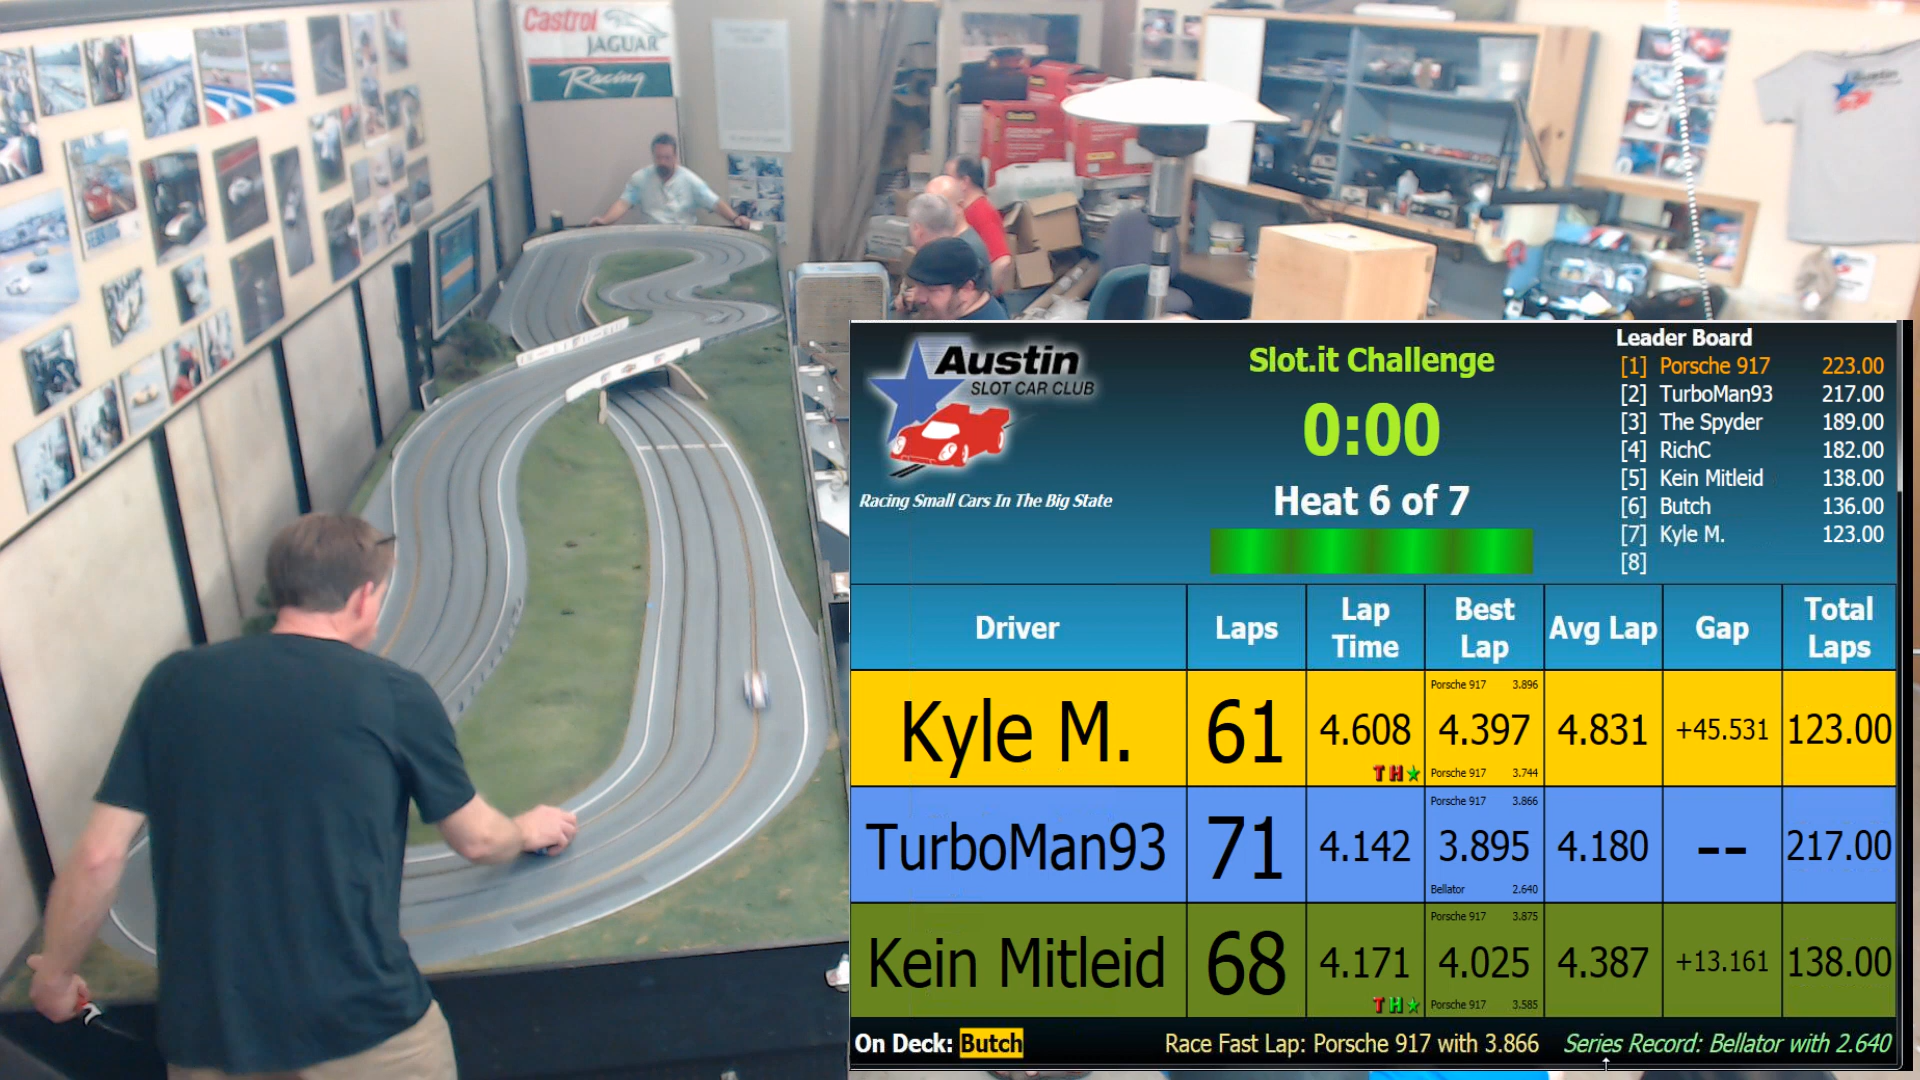 Castrol
JAGUAR
Racing
Austin
Austin
SLOT CAR CLUB
Racing Small Cars In The Big State
Slot.it Challenge
0:00
Heat 6 of 7
Leader Board
[1] Porsche 917 223.00
[2] TurboMan93 217.00
[3] The Spyder 189.00
[4] RichC 182.00
[5] Kein Mitleid 138.00
[6] Butch 136.00
[7] Kyle M. 123.00
[8]
Driver Laps Lap Time Best Lap Avg Lap Gap Total Laps
Porsche 917 3.896
Kyle M. 61 4.608 4.397 4.831 +45.531 123.00
T H Porsche 917 3.744
Porsche 917 3.866
TurboMan93 71 4.142 3.895 4.180 -- 217.00
Bellator 2.640
Porsche 917 3.875
Kein Mitleid 68 4.171 4.025 4.387 +13.161 138.00
T H Porsche 917 3.585
On Deck: Butch Race Fast Lap: Porsche 917 with 3.866 Series Record: Bellator with 2.640